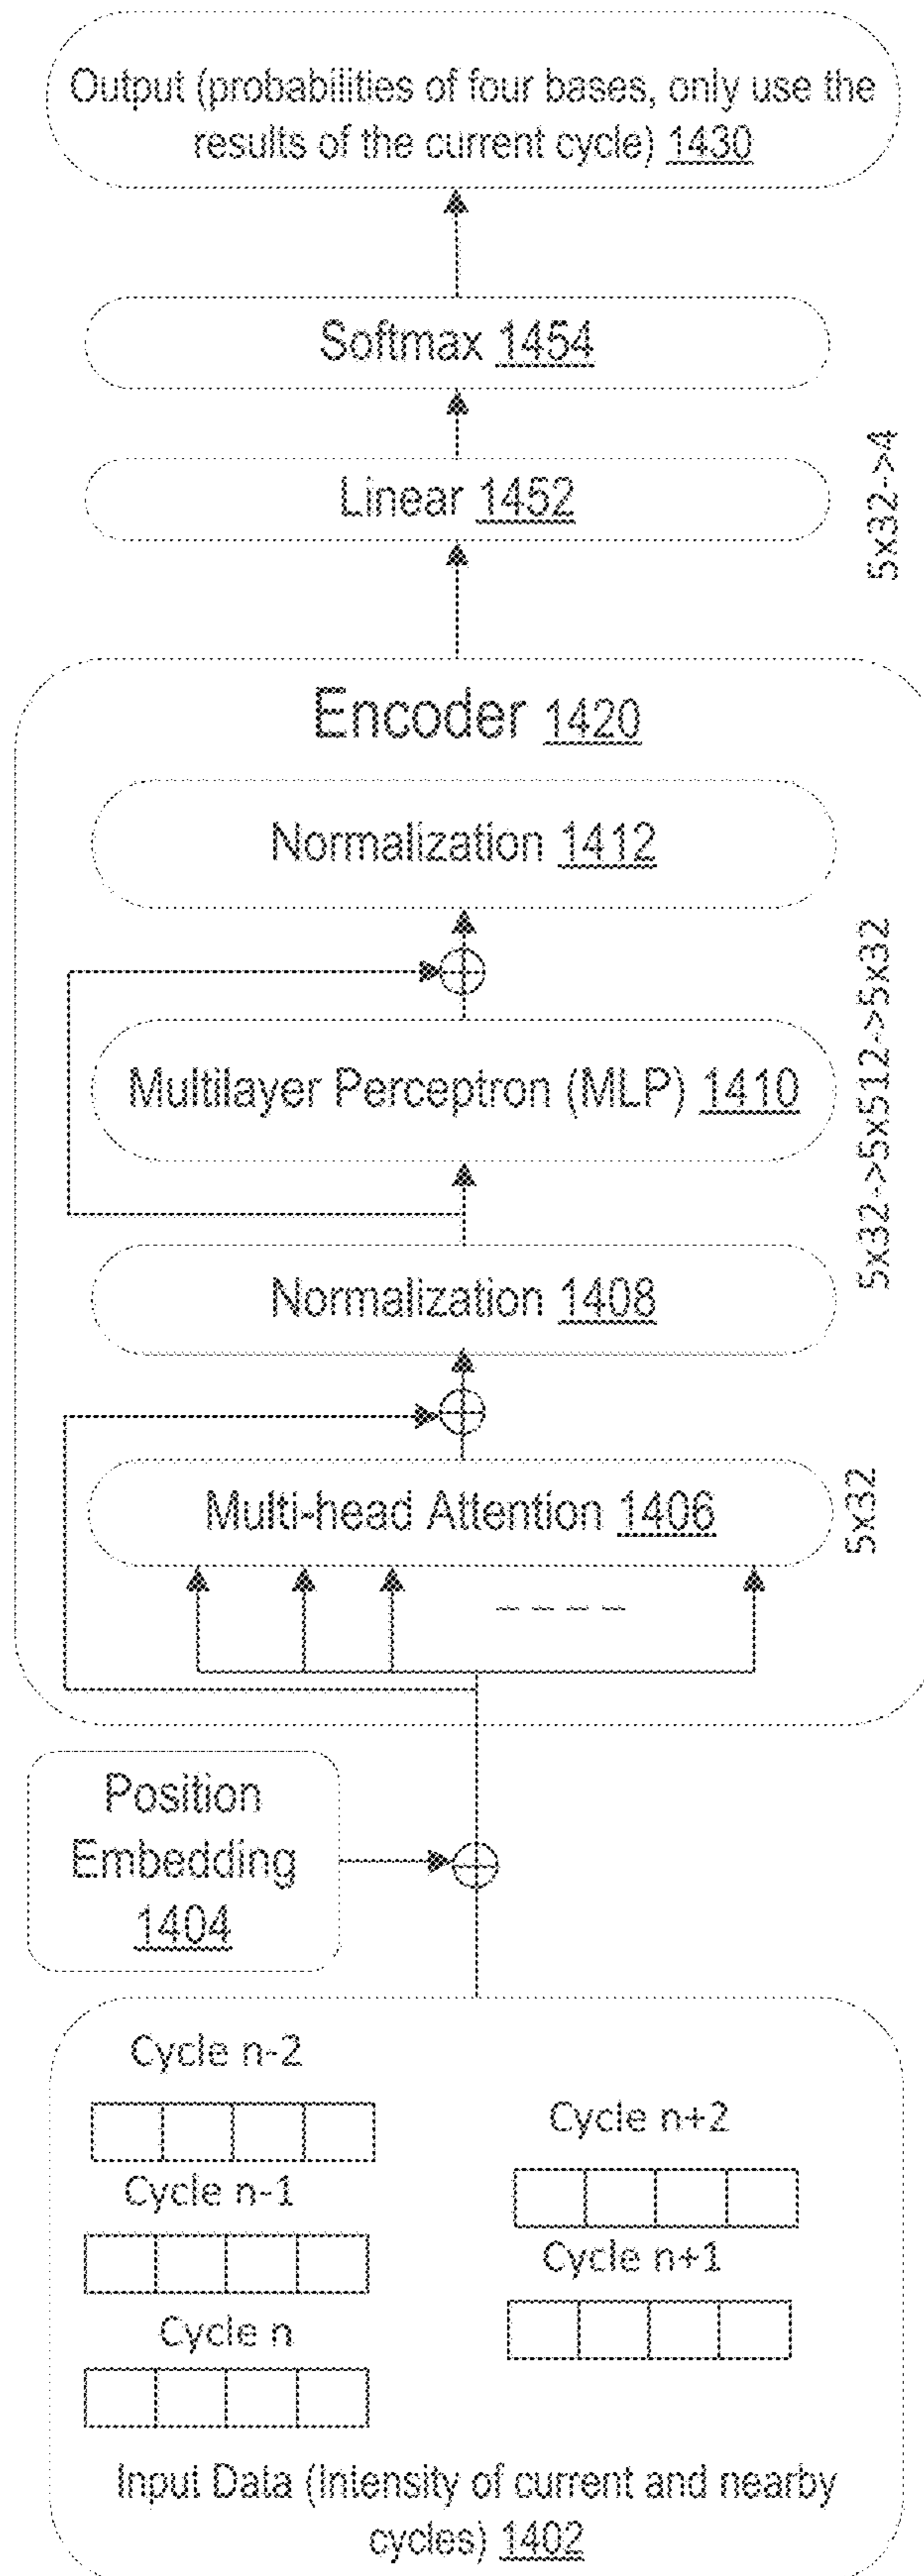 Output (probabilities of four bases, only use the
results of the current cycle) 1430
Softmax 1454
Linear 1452
5x32->4
Encoder 1420
Normalization 1412
Multilayer Perceptron (MLP) 1410
5x32->5x512->5x32
Normalization 1408
Multi-head Attention 1406
5x32
Position
Embedding
1404
Cycle n-2
Cycle n+2
Cycle n-1
Cycle n+1
Cycle n
Input Data (Intensity of current and nearby
cycles) 1402